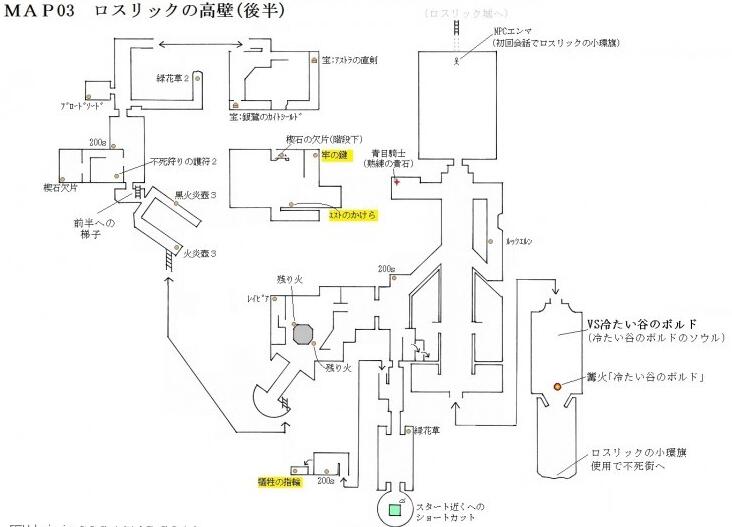 MAP03 ロスリックの高壁(後半)
(ロスリック城へ)
NPCエンマ
(初回会話でロスリックの小環旗)
宝:アストラの直剣
緑花草2
ブロードソード
宝:銀鷲のカイトシールド
200s
楔石の欠片(階段下)
牢の鍵
不死狩りの護符2
青目騎士
(熟練の貴石)
楔石欠片
黒火炎壺3
エストのかけら
前半への
梯子
ルッツエルン
火炎壺3
200s
残り火
レイピア
VS冷たい谷のボルド
(冷たい谷のボルドのソウル)
残り火
篝火「冷たい谷のボルド」
緑花草
ロスリックの小環旗
使用で不死街へ
犠牲の指輪
200s
スタート近くへの
ショートカット